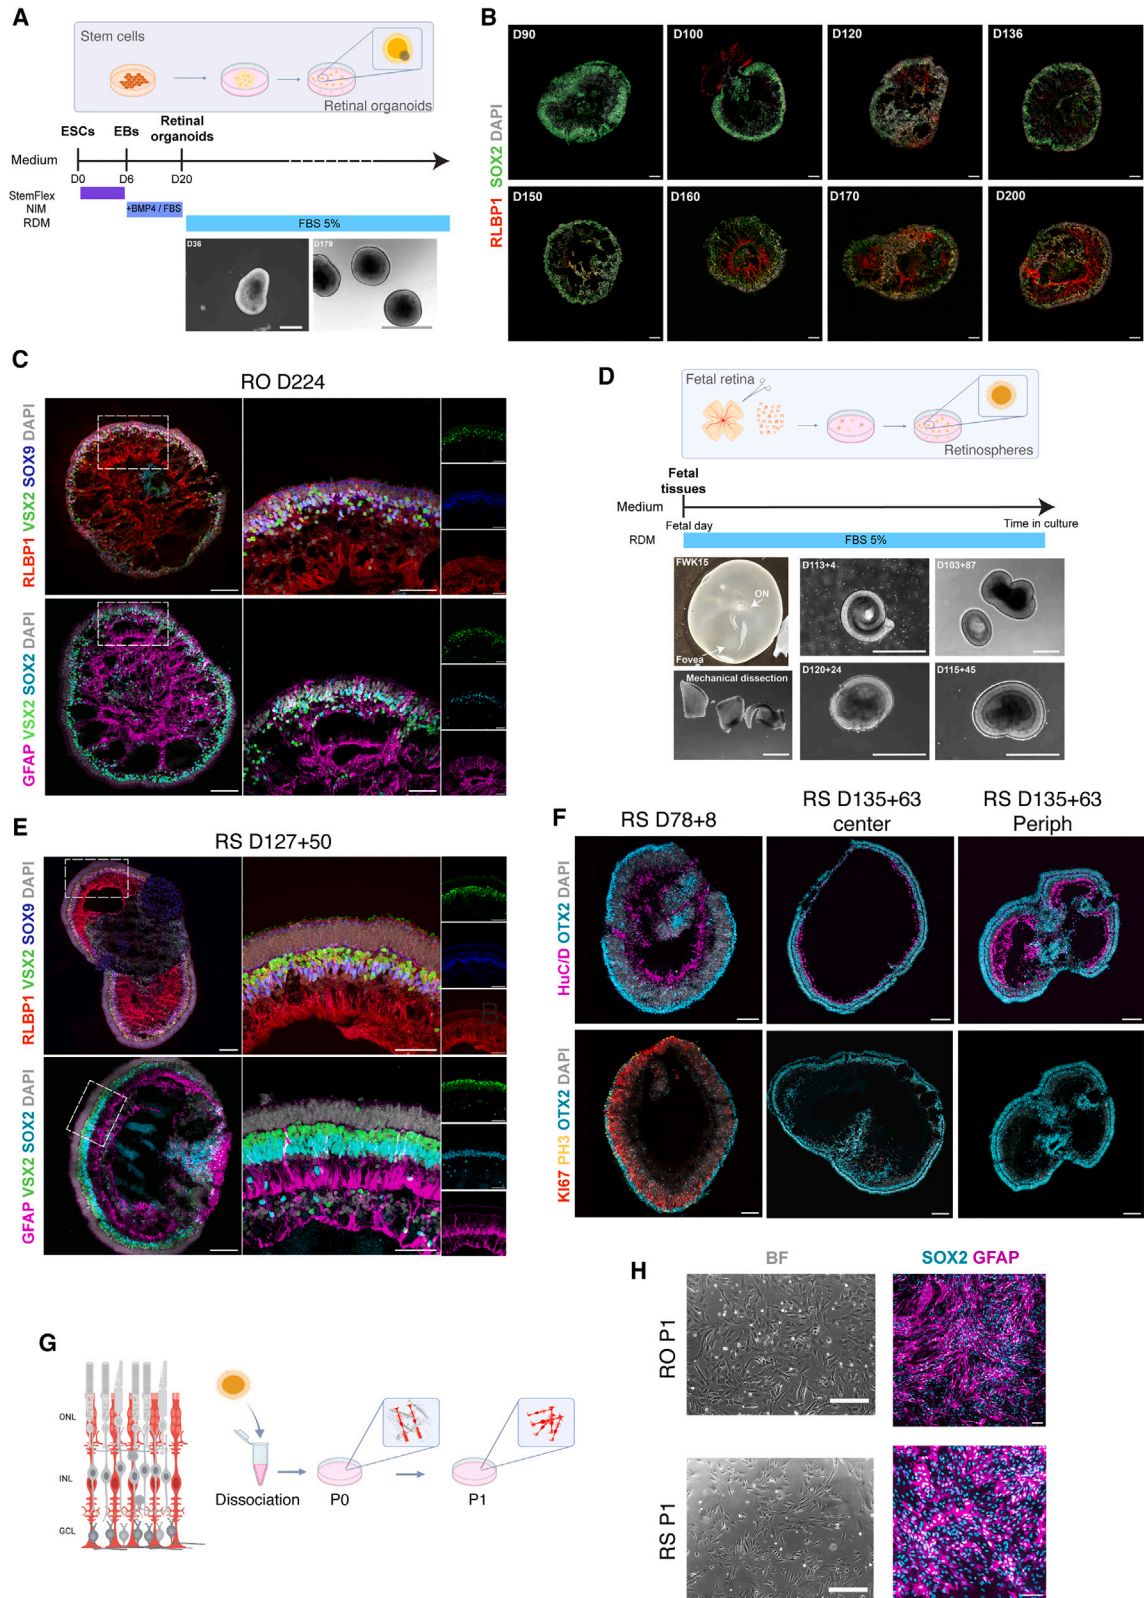 A
Stem cells
Retinal organoids
ESCs
EBs
Retinal
organoids
Medium
D0
D6
D20
StemFlex
NIM
+BMP4 / FBS
RDM
FBS 5%
D36
D179
B
RLBP1 SOX2 DAPI
D90
D100
D120
D136
D150
D160
D170
D200
C
RO D224
RLBP1 VSX2 DAPI SOX9
GFAP VSX2 SOX2 DAPI
D
Fetal retina
Retinospheres
Fetal
tissues
Medium
Fetal day
Time in culture
RDM
FBS 5%
FWK15
ON
Fovea
D113+4
D103+87
Mechanical dissection
D120+24
D115+45
E
RS D127+50
RLBP1 VSX2 DAPI SOX9
B
GFAP VSX2 SOX2 DAPI
F
RS D78+8
RS D135+63
center
RS D135+63
Periph
HuC/D OTX2 DAPI
KI67 PH3 OTX2 DAPI
G
ONL
INL
GCL
Dissociation
P0
P1
H
BF
SOX2 GFAP
RO P1
RS P1